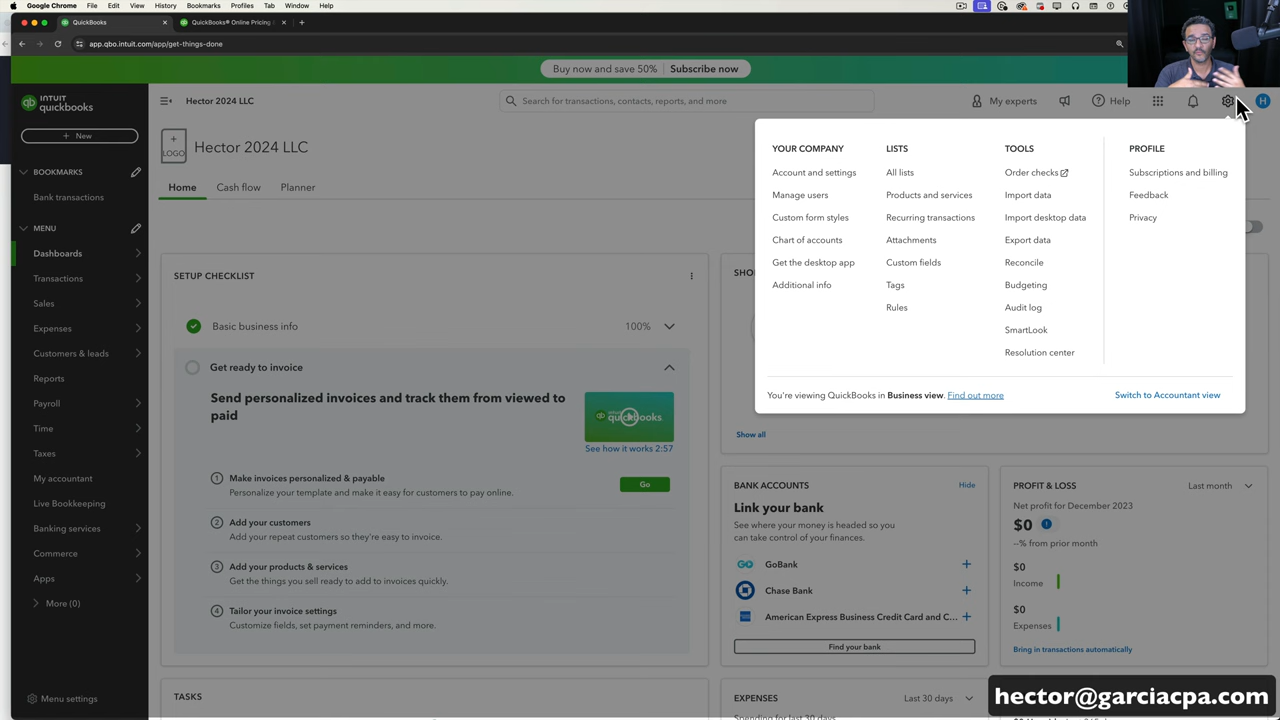 Google Chrome File Edit View History Bookmarks Profiles Tab Window Help
QuickBooks
QuickBooks® Online Pricing
app.qbo.intuit.com/app/get-things-done
Buy now and save 50% Subscribe now
INTUIT
quickbooks
Hector 2024 LLC
Search for transactions, contacts, reports, and more
My experts
Help
H
+ New
BOOKMARKS
Bank transactions
MENU
Dashboards
Transactions
Sales
Expenses
Customers & leads
Reports
Payroll
Time
Taxes
My accountant
Live Bookkeeping
Banking services
Commerce
Apps
More (0)
Menu settings
+
LOGO
Hector 2024 LLC
Home Cash flow Planner
SETUP CHECKLIST
Basic business info 100%
Get ready to invoice
Send personalized invoices and track them from viewed to
paid
quickbooks
See how it works 2:57
1 Make invoices personalized & payable
Personalize your template and make it easy for customers to pay online.
Go
2 Add your customers
Add your repeat customers so they're easy to invoice.
3 Add your products & services
Get the things you sell ready to add to invoices quickly.
4 Tailor your invoice settings
Customize fields, set payment reminders, and more.
TASKS
YOUR COMPANY
Account and settings
Manage users
Custom form styles
Chart of accounts
Get the desktop app
Additional info
LISTS
All lists
Products and services
Recurring transactions
Attachments
Custom fields
Tags
Rules
TOOLS
Order checks
Import data
Import desktop data
Export data
Reconcile
Budgeting
Audit log
SmartLook
Resolution center
PROFILE
Subscriptions and billing
Feedback
Privacy
You're viewing QuickBooks in Business view. Find out more
Switch to Accountant view
SHO
Show all
BANK ACCOUNTS Hide
Link your bank
See where your money is headed so you
can take control of your finances.
GoBank +
Chase Bank +
American Express Business Credit Card and C... +
Find your bank
PROFIT & LOSS Last month
Net profit for December 2023
$0
--% from prior month
$0
Income
$0
Expenses
Bring in transactions automatically
EXPENSES Last 30 days
Spending for last 30 days
hector@garciacpa.com